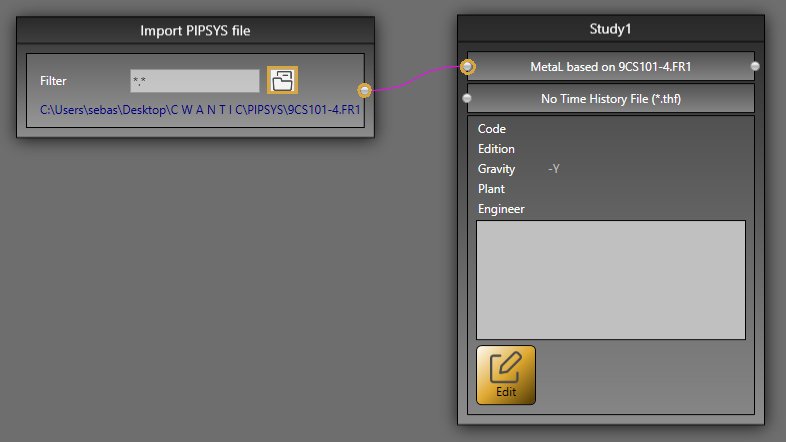 Import PIPSYS file
Filter
*.*
C:\Users\sebas\Desktop\C W A N T I C\PIPSYS\9CS101-4.FR1
Study1
MetaL based on 9CS101-4.FR1
No Time History File (*.thf)
Code
Edition
Gravity -Y
Plant
Engineer
Edit